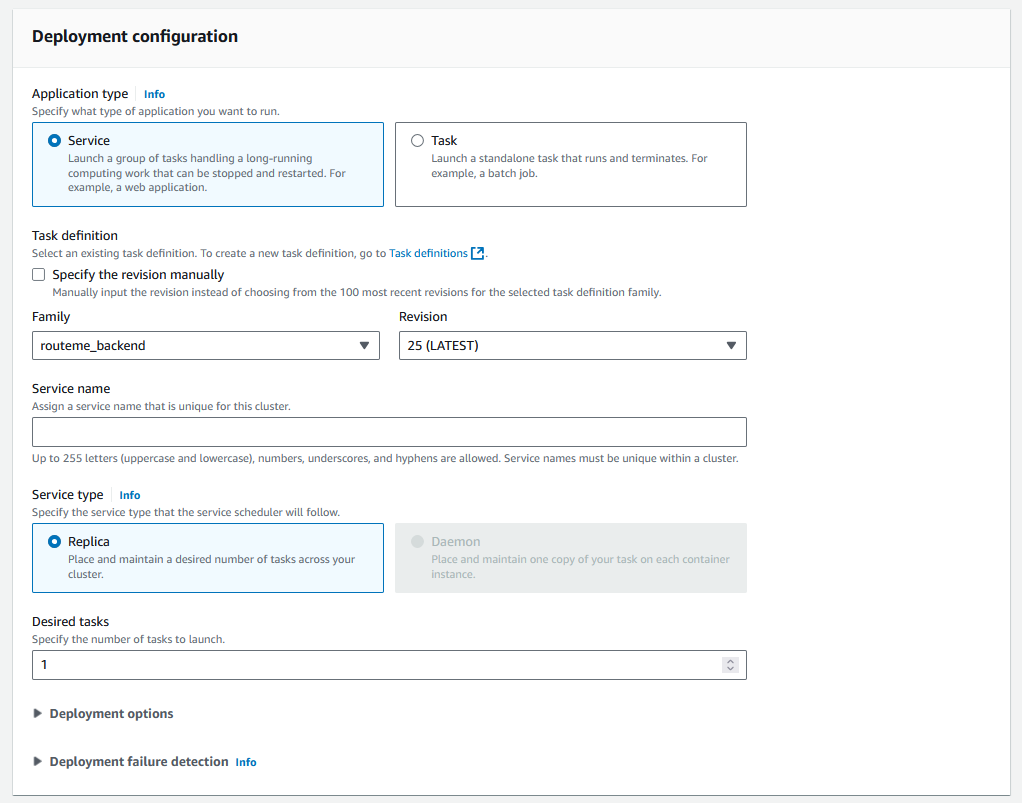 Deployment configuration
Application type Info
Specify what type of application you want to run.
Service
Launch a group of tasks handling a long-running
computing work that can be stopped and restarted. For
example, a web application.
Task
Launch a standalone task that runs and terminates. For
example, a batch job.
Task definition
Select an existing task definition. To create a new task definition, go to Task definitions.
Specify the revision manually
Manually input the revision instead of choosing from the 100 most recent revisions for the selected task definition family.
Family
routeme_backend
Revision
25 (LATEST)
Service name
Assign a service name that is unique for this cluster.
Up to 255 letters (uppercase and lowercase), numbers, underscores, and hyphens are allowed. Service names must be unique within a cluster.
Service type Info
Specify the service type that the service scheduler will follow.
Replica
Place and maintain a desired number of tasks across your
cluster.
Daemon
Place and maintain one copy of your task on each container
instance.
Desired tasks
Specify the number of tasks to launch.
1
Deployment options
Deployment failure detection Info